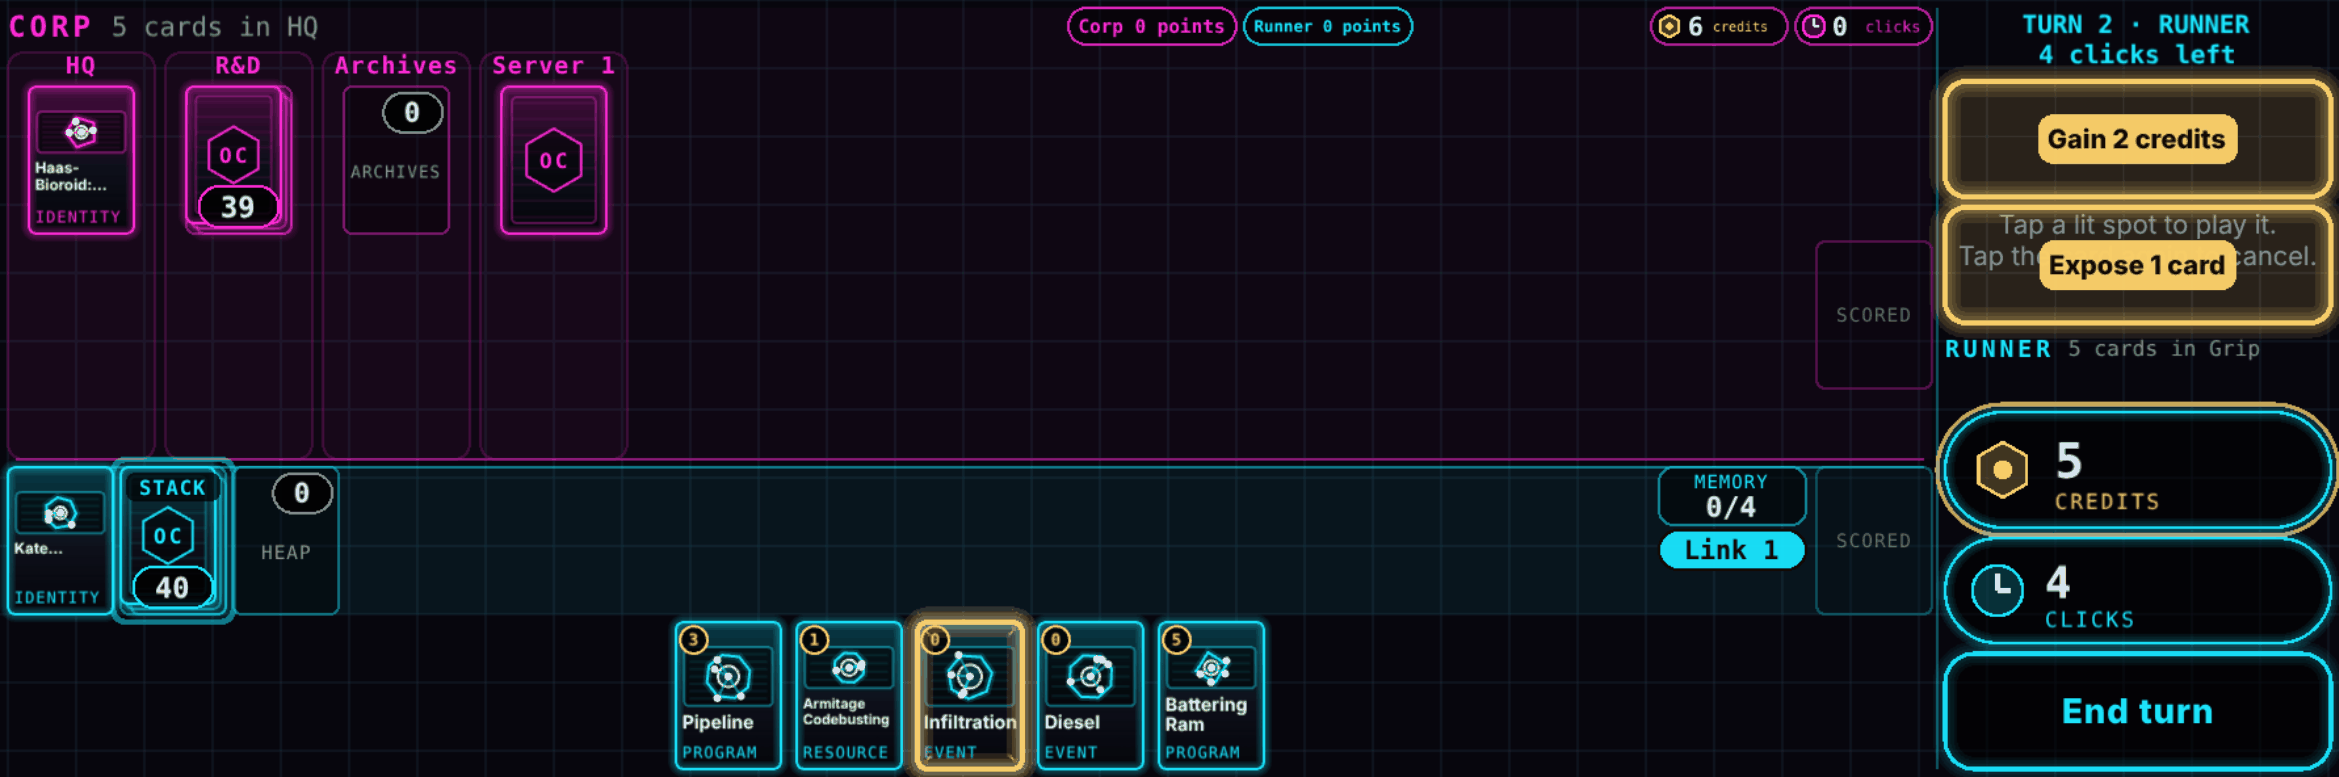 CORP 5 cards in HQ
Corp 0 points
Runner 0 points
6 credits
0 clicks
TURN 2 · RUNNER
4 clicks left
HQ
R&D
Archives
Server 1
Haas-
Bioroid:...
IDENTITY
OC
39
0
ARCHIVES
OC
SCORED
Gain 2 credits
Tap a lit spot to play it.
Tap th
Expose 1 card
cancel.
RUNNER 5 cards in Grip
5
CREDITS
4
CLICKS
End turn
Kate...
IDENTITY
STACK
OC
40
0
HEAP
MEMORY
0/4
Link 1
SCORED
3
Pipeline
PROGRAM
1
Armitage
Codebusting
RESOURCE
0
Infiltration
EVENT
0
Diesel
EVENT
5
Battering
Ram
PROGRAM